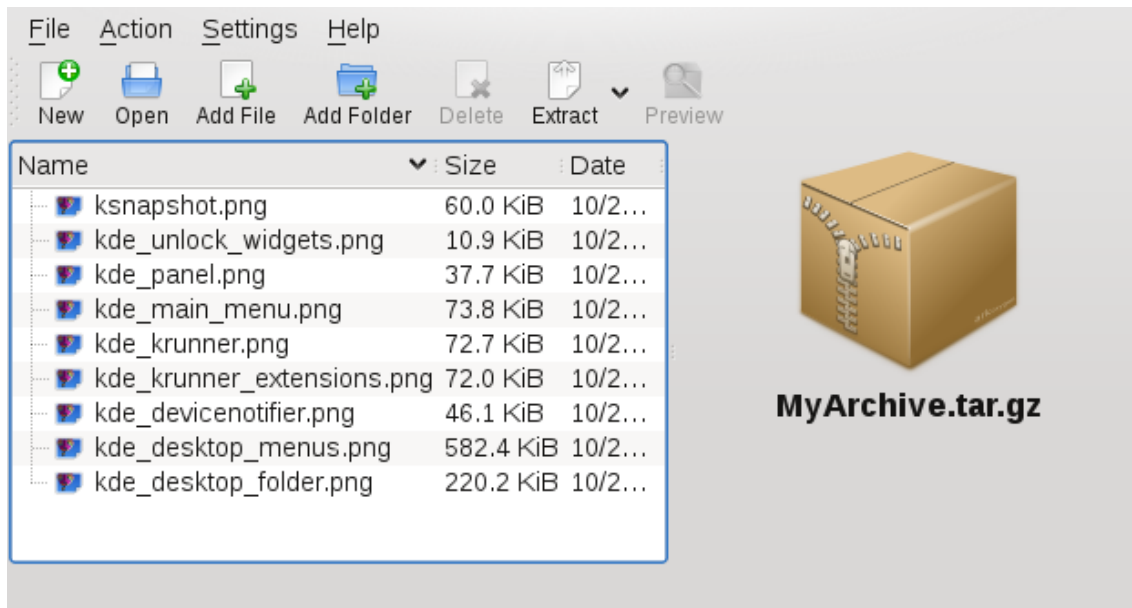 File Action Settings Help
New Open Add File Add Folder Delete Extract Preview
Name Size Date
ksnapshot.png 60.0 KiB 10/2...
kde_unlock_widgets.png 10.9 KiB 10/2...
kde_panel.png 37.7 KiB 10/2...
kde_main_menu.png 73.8 KiB 10/2...
kde_krunner.png 72.7 KiB 10/2...
kde_krunner_extensions.png 72.0 KiB 10/2...
kde_devicenotifier.png 46.1 KiB 10/2...
kde_desktop_menus.png 582.4 KiB 10/2...
kde_desktop_folder.png 220.2 KiB 10/2...
MyArchive.tar.gz